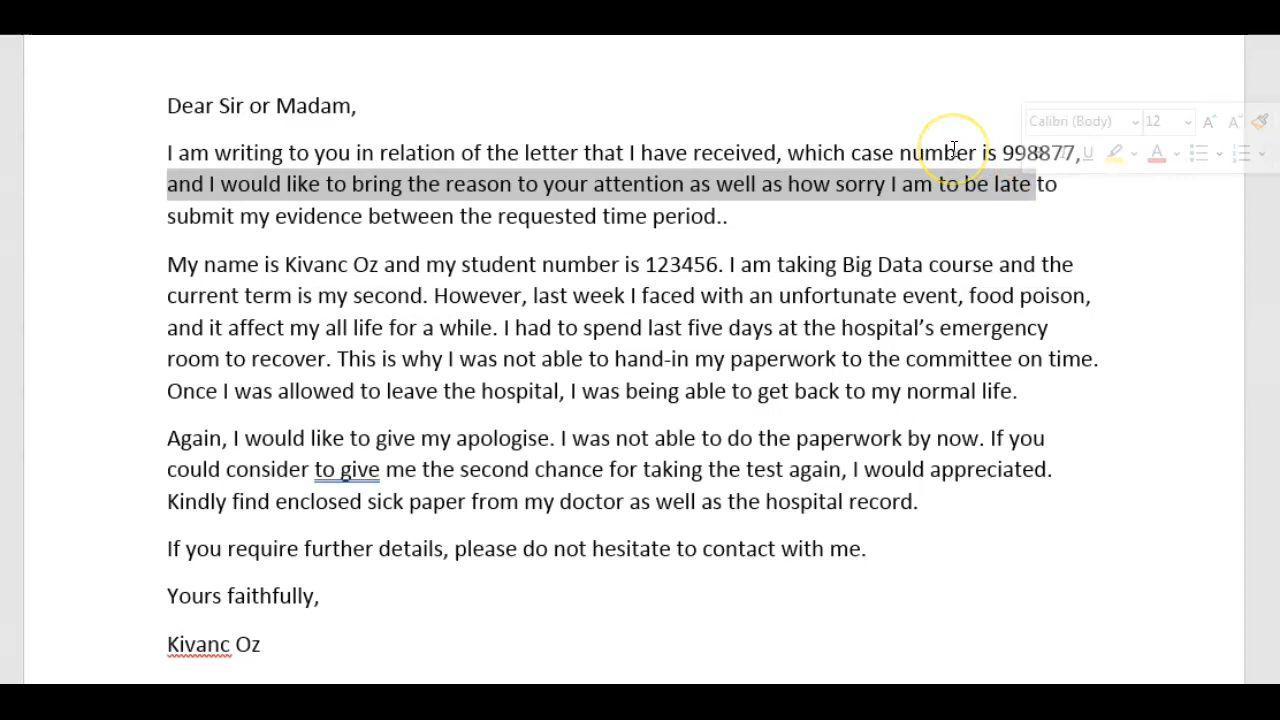 Dear Sir or Madam,
Calibri (Body) 12
I am writing to you in relation of the letter that I have received, which case number is 998877,
and I would like to bring the reason to your attention as well as how sorry I am to be late to
submit my evidence between the requested time period..
My name is Kivanc Oz and my student number is 123456. I am taking Big Data course and the
current term is my second. However, last week I faced with an unfortunate event, food poison,
and it affect my all life for a while. I had to spend last five days at the hospital’s emergency
room to recover. This is why I was not able to hand-in my paperwork to the committee on time.
Once I was allowed to leave the hospital, I was being able to get back to my normal life.
Again, I would like to give my apologise. I was not able to do the paperwork by now. If you
could consider to give me the second chance for taking the test again, I would appreciated.
Kindly find enclosed sick paper from my doctor as well as the hospital record.
If you require further details, please do not hesitate to contact with me.
Yours faithfully,
Kivanc Oz